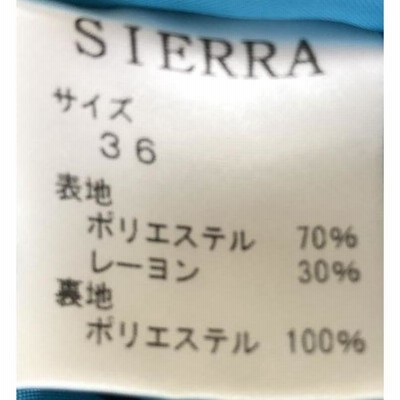 SIERRA
サイズ
36
表地
ポリエステル 70%
レーヨン 30%
裏地
ポリエステル 100%